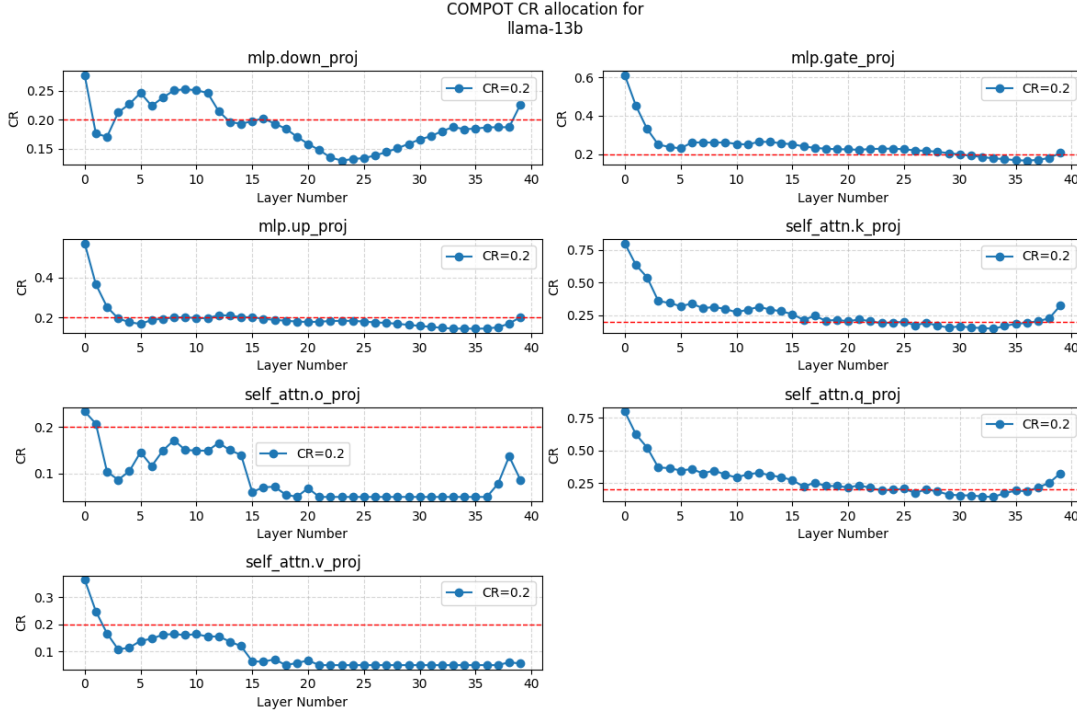 COMPOT CR allocation for
llama-13b
mlp.down_proj
CR
0.25
0.20
0.15
CR=0.2
0 5 10 15 20 25 30 35 40
Layer Number
mlp.gate_proj
CR
0.6
0.4
0.2
CR=0.2
0 5 10 15 20 25 30 35 40
Layer Number
mlp.up_proj
CR
0.4
0.2
CR=0.2
0 5 10 15 20 25 30 35 40
Layer Number
self_attn.k_proj
CR
0.75
0.50
0.25
CR=0.2
0 5 10 15 20 25 30 35 40
Layer Number
self_attn.o_proj
CR
0.2
0.1
CR=0.2
0 5 10 15 20 25 30 35 40
Layer Number
self_attn.q_proj
CR
0.75
0.50
0.25
CR=0.2
0 5 10 15 20 25 30 35 40
Layer Number
self_attn.v_proj
CR
0.3
0.2
0.1
CR=0.2
0 5 10 15 20 25 30 35 40
Layer Number